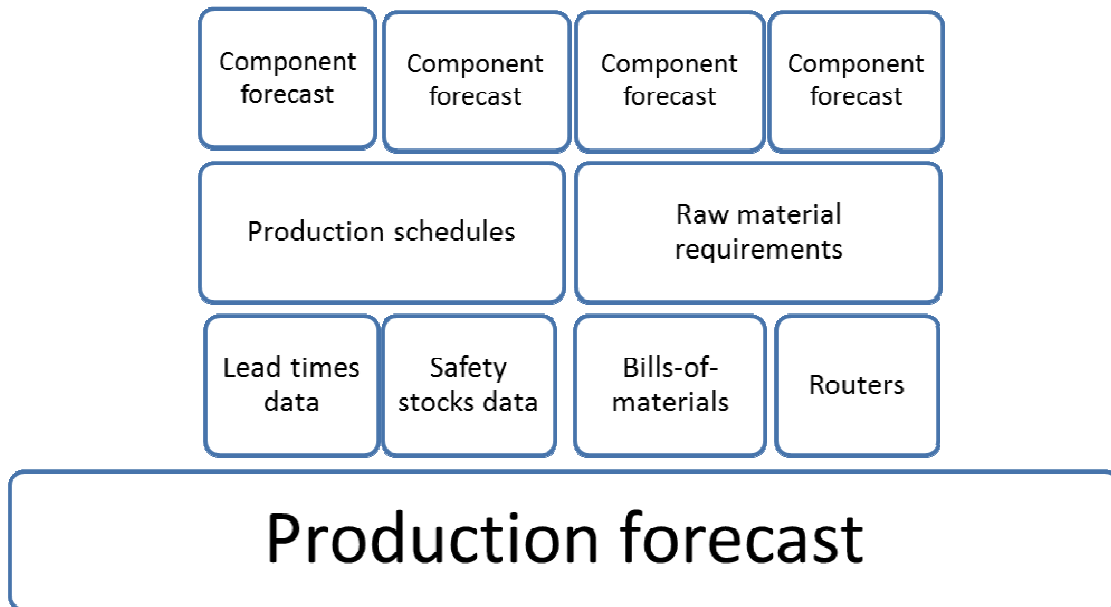 Component
forecast
Component
forecast
Component
forecast
Component
forecast
Production schedules
Raw material
requirements
Lead times
data
Safety
stocks data
Bills-of-
materials
Routers
Production forecast